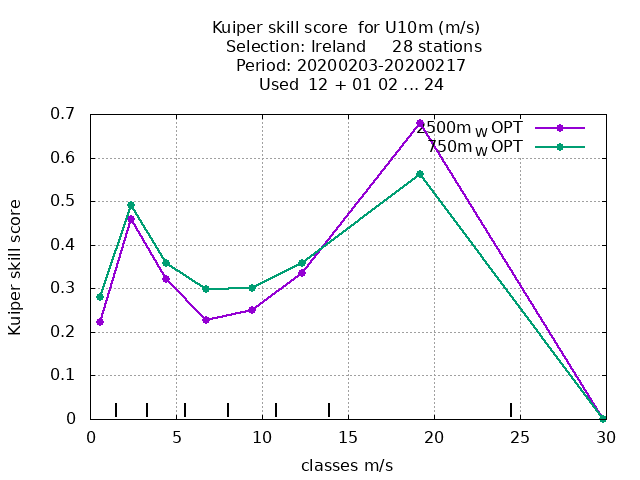 Kuiper skill score  for U10m (m/s)
Selection: Ireland     28 stations
Period: 20200203-20200217
Used  12 + 01 02 ... 24
2500m W OPT
750m W OPT
Kuiper skill score
0.7
0.6
0.5
0.4
0.3
0.2
0.1
0
0 5 10 15 20 25 30
classes m/s